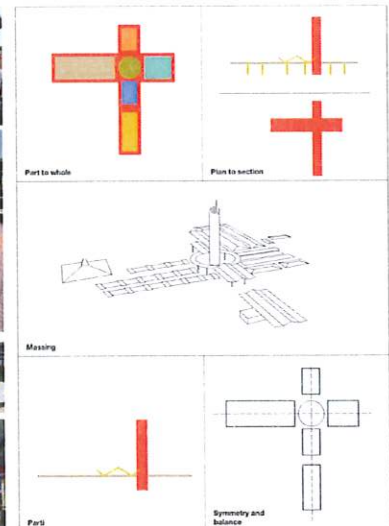 Part to whole
Plan to section
Massing
Parti
Symmetry and
balance